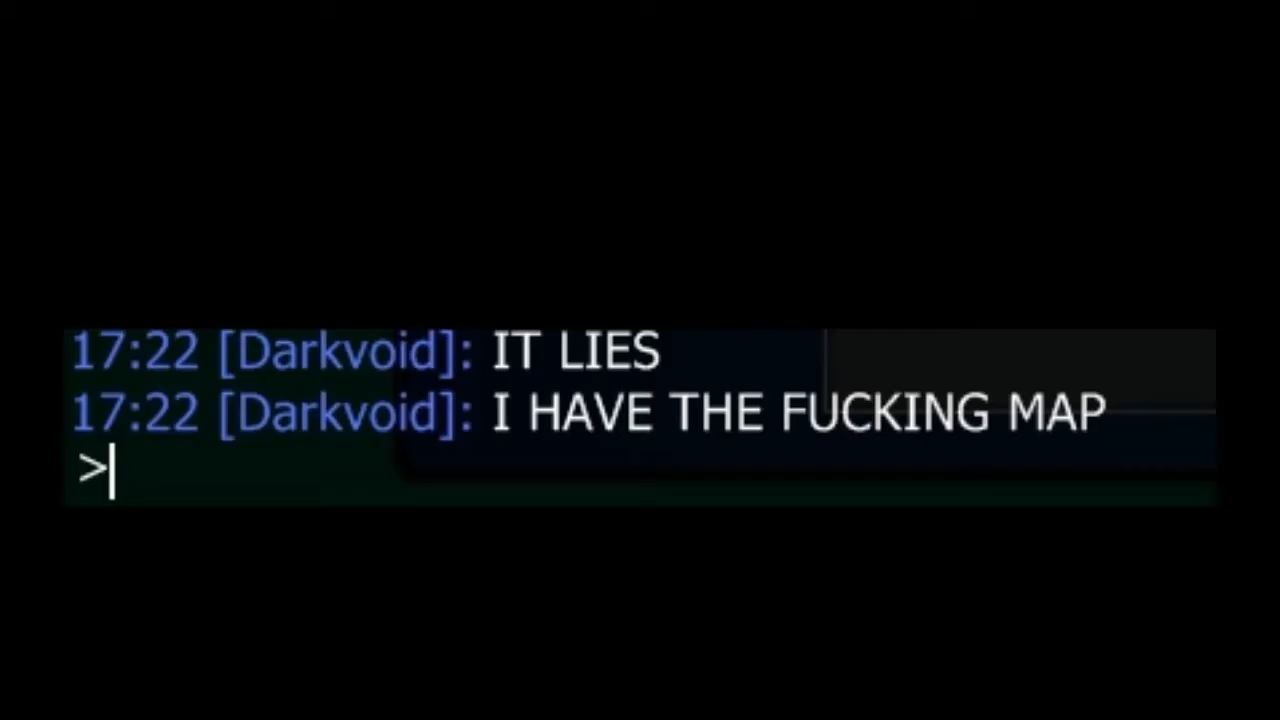 17:22 [Darkvoid]: IT LIES
17:22 [Darkvoid]: I HAVE THE FUCKING MAP
>